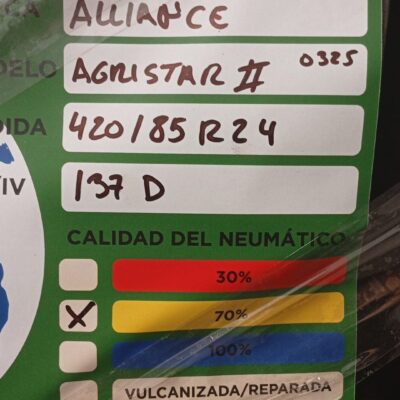 CA ALLIANCE
DELO AGRISTAR II 0325
DIDA 420/85 R24
/IV 137 D
CALIDAD DEL NEUMÁTICO
30%
X 70%
100%
VULCANIZADA/REPARADA